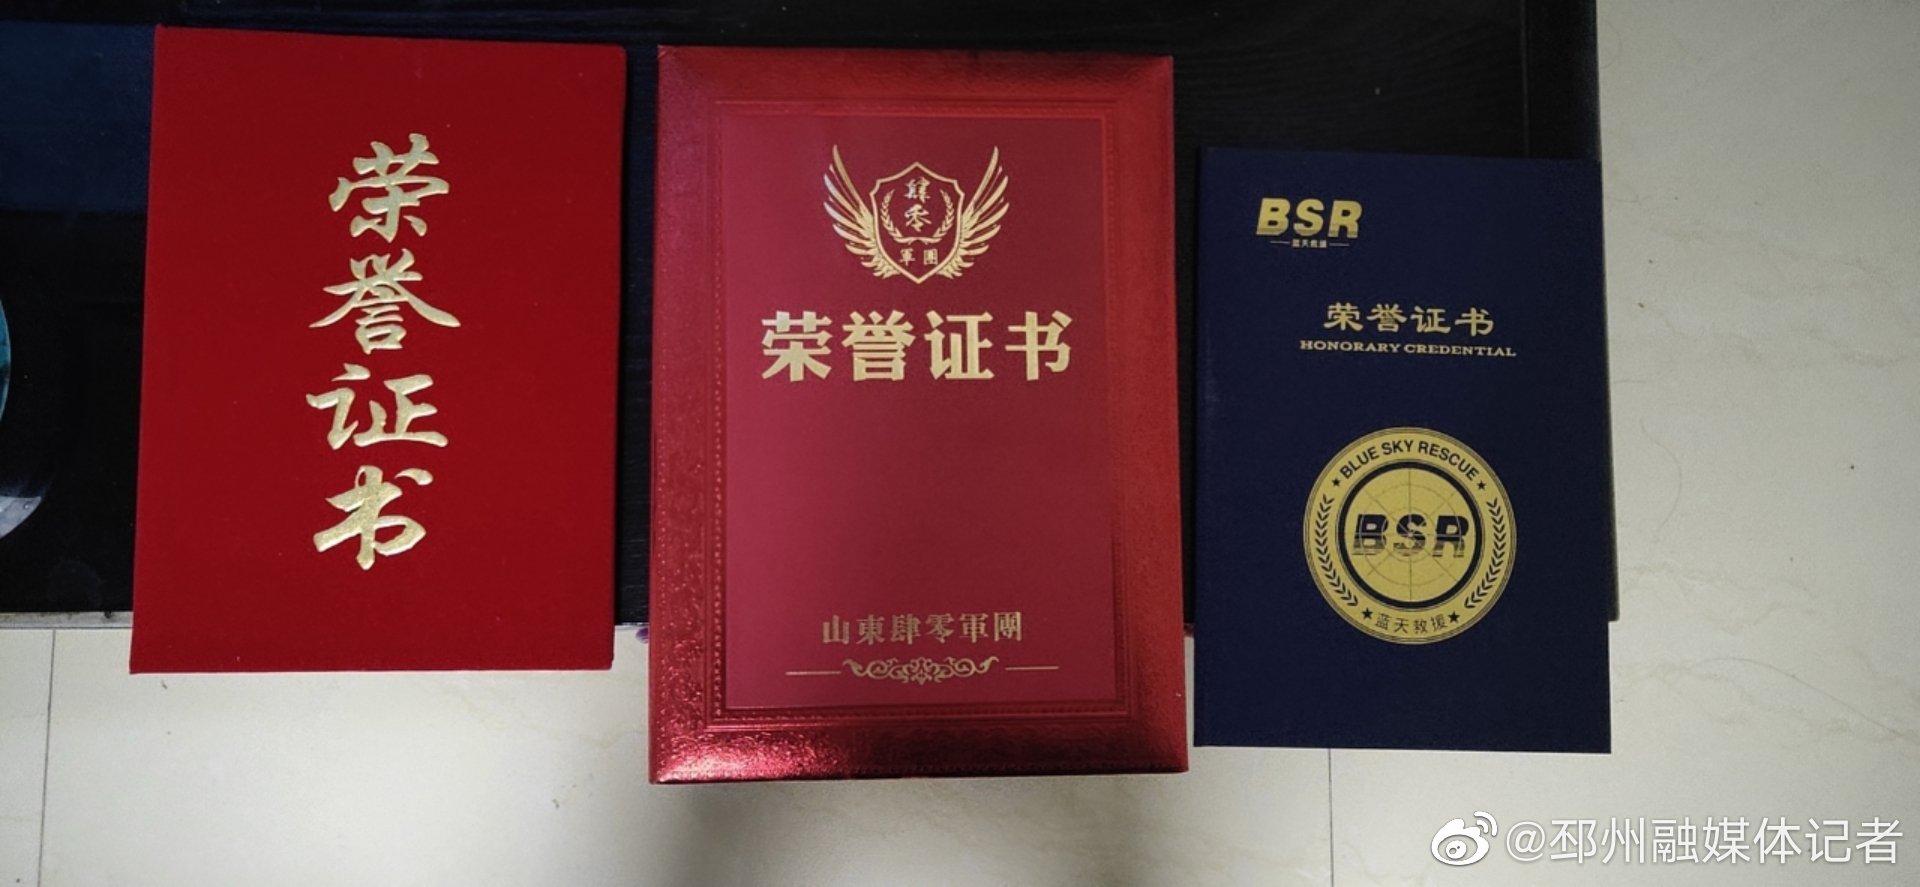 荣誉证书
肆
零
軍團
荣誉证书
山東肆零軍團
BSR
蓝天救援
荣誉证书
HONORARY CREDENTIAL
★ BLUE SKY RESCUE ★
BSR
★蓝天救援★
@邳州融媒体记者